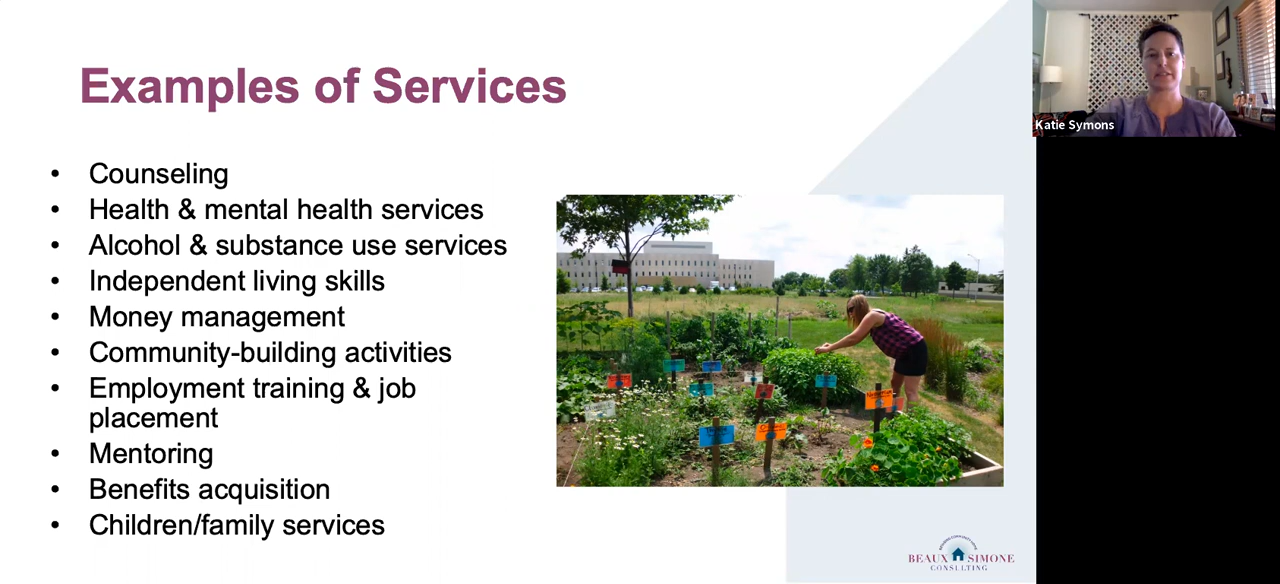 Examples of Services
• Counseling
• Health & mental health services
• Alcohol & substance use services
• Independent living skills
• Money management
• Community-building activities
• Employment training & job
placement
• Mentoring
• Benefits acquisition
• Children/family services
Katie Symons
BEAUX SIMONE
CONSULTING